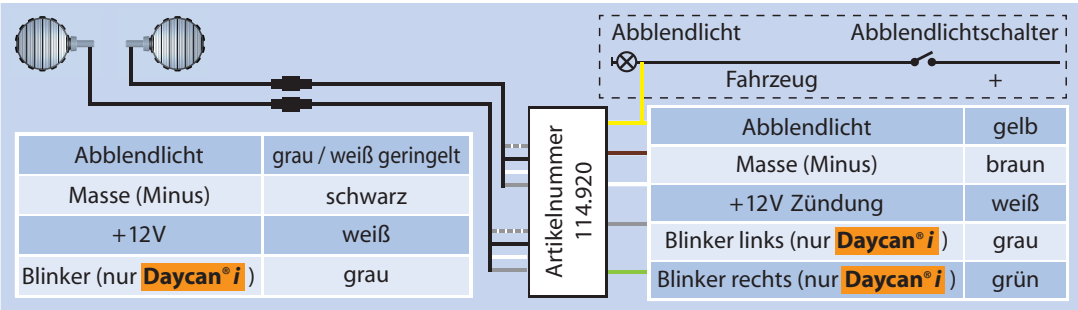 Abblendlicht Abblendlichtschalter
Fahrzeug +
Abblendlicht grau / weiß geringelt
Masse (Minus) schwarz
+12V weiß
Blinker (nur Daycan® i ) grau
Artikelnummer
114.920
Abblendlicht gelb
Masse (Minus) braun
+12V Zündung weiß
Blinker links (nur Daycan® i ) grau
Blinker rechts (nur Daycan® i ) grün